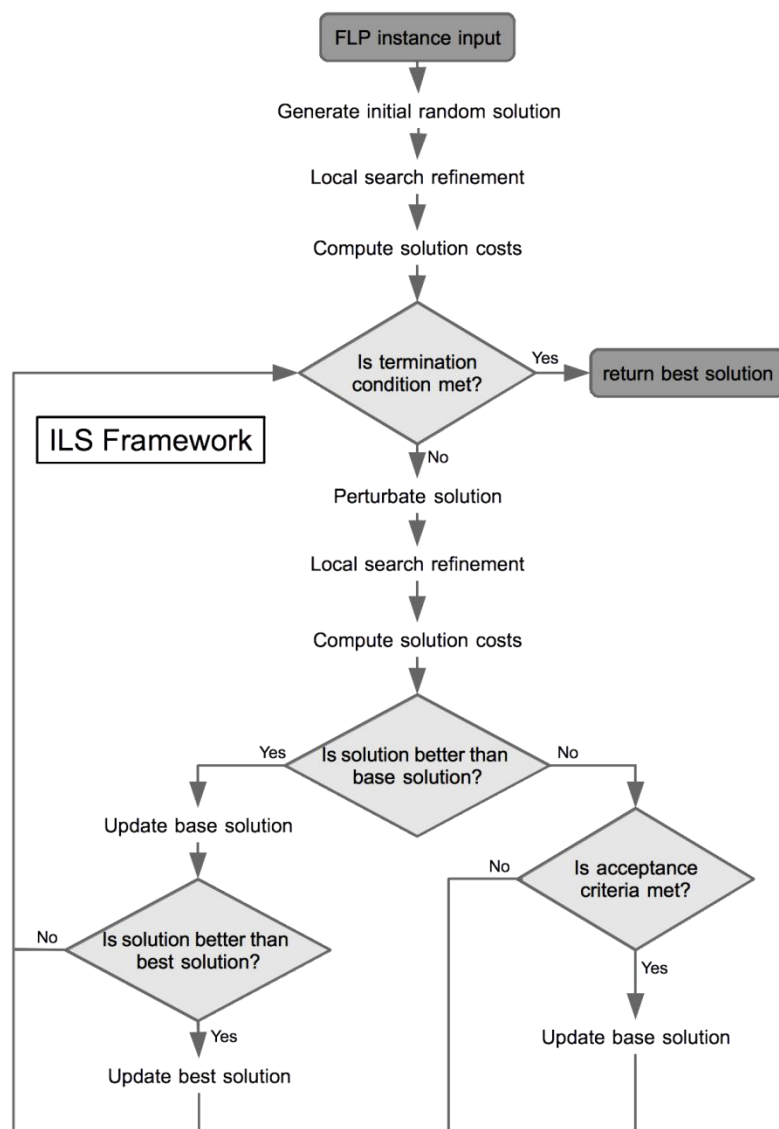 FLP instance input
Generate initial random solution
Local search refinement
Compute solution costs
Is termination
condition met?
Yes
return best solution
ILS Framework
No
Perturbate solution
Local search refinement
Compute solution costs
Is solution better than
base solution?
Yes
No
Update base solution
Is acceptance
criteria met?
No
Is solution better than
best solution?
No
Yes
Yes
Update base solution
Update best solution